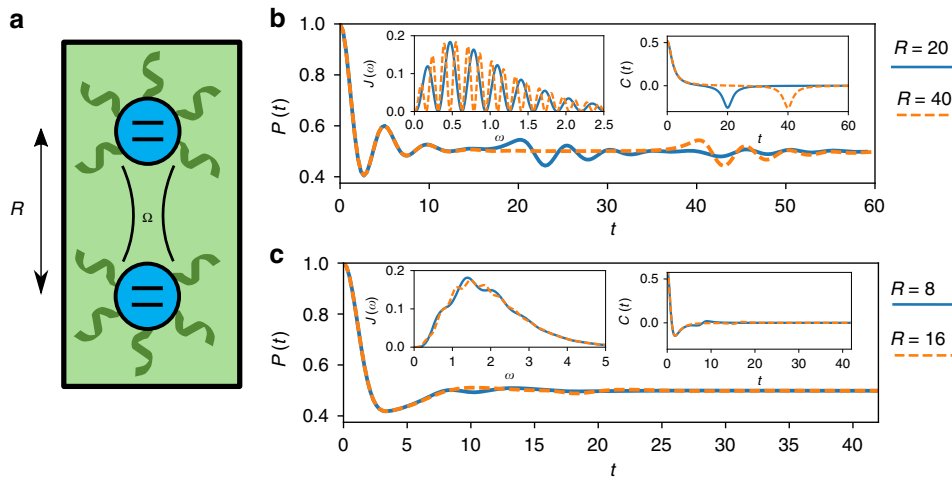 a
R
Ω
b
P (t)
1.0
0.8
0.6
0.4
0 10 20 30 40 50 60
t
J (ω)
0.2
0.1
0.0
0.0 0.5 1.0 1.5 2.0 2.5
ω
C (t)
0.5
0.0
0 20 40 60
t
R = 20
R = 40
c
P (t)
1.0
0.8
0.6
0.4
0 5 10 15 20 25 30 35 40
t
J (ω)
0.2
0.1
0.0
0 1 2 3 4 5
ω
C (t)
0.5
0.0
0 10 20 30 40
t
R = 8
R = 16